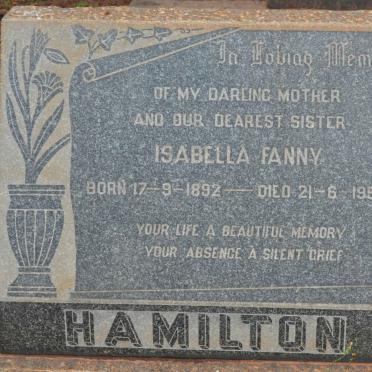 In Loving Mem
OF MY DARLING MOTHER
AND OUR DEAREST SISTER
ISABELLA FANNY
BORN 17-9-1892 — DIED 21-6-195
YOUR LIFE A BEAUTIFUL MEMORY
YOUR ABSENCE A SILENT GRIEF
HAMILTON